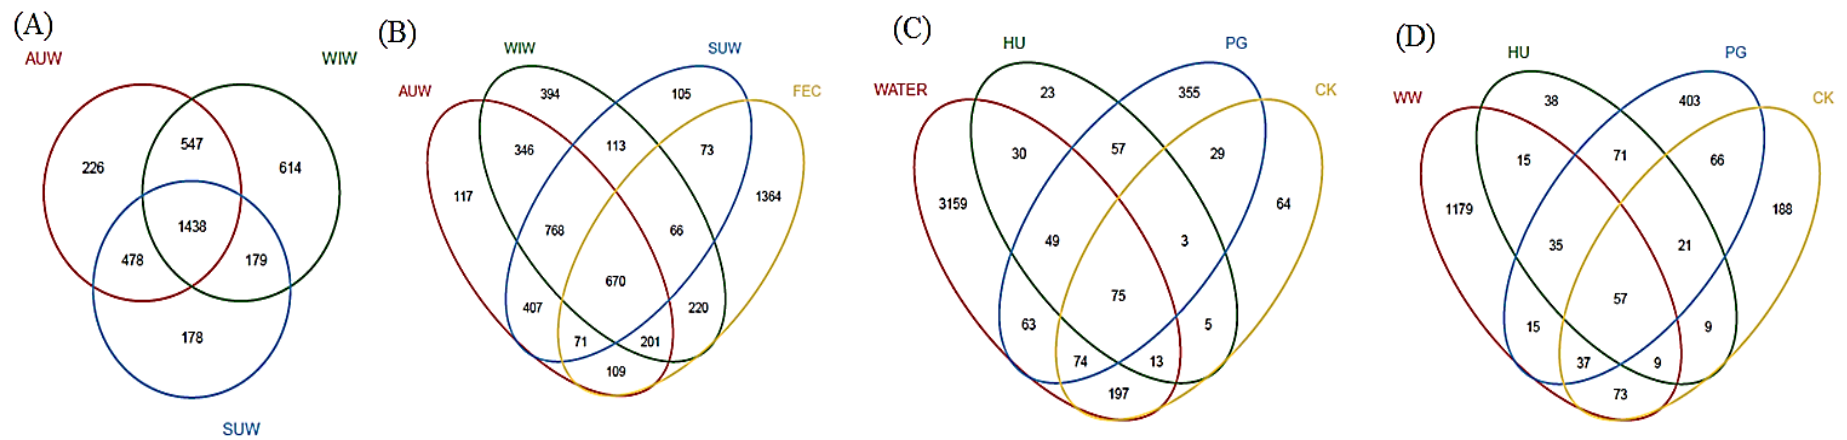 (A)
AUW
WIW
547
226
614
1438
478
179
178
SUW
(B)
WIW
SUW
AUW
FEC
394
105
346
113
73
117
1364
768
66
670
407
220
71
201
109
(C)
HU
PG
WATER
CK
23
355
30
57
29
3159
64
49
3
75
63
5
74
13
197
(D)
HU
PG
WW
CK
38
403
15
71
66
1179
188
35
21
57
15
9
37
9
73